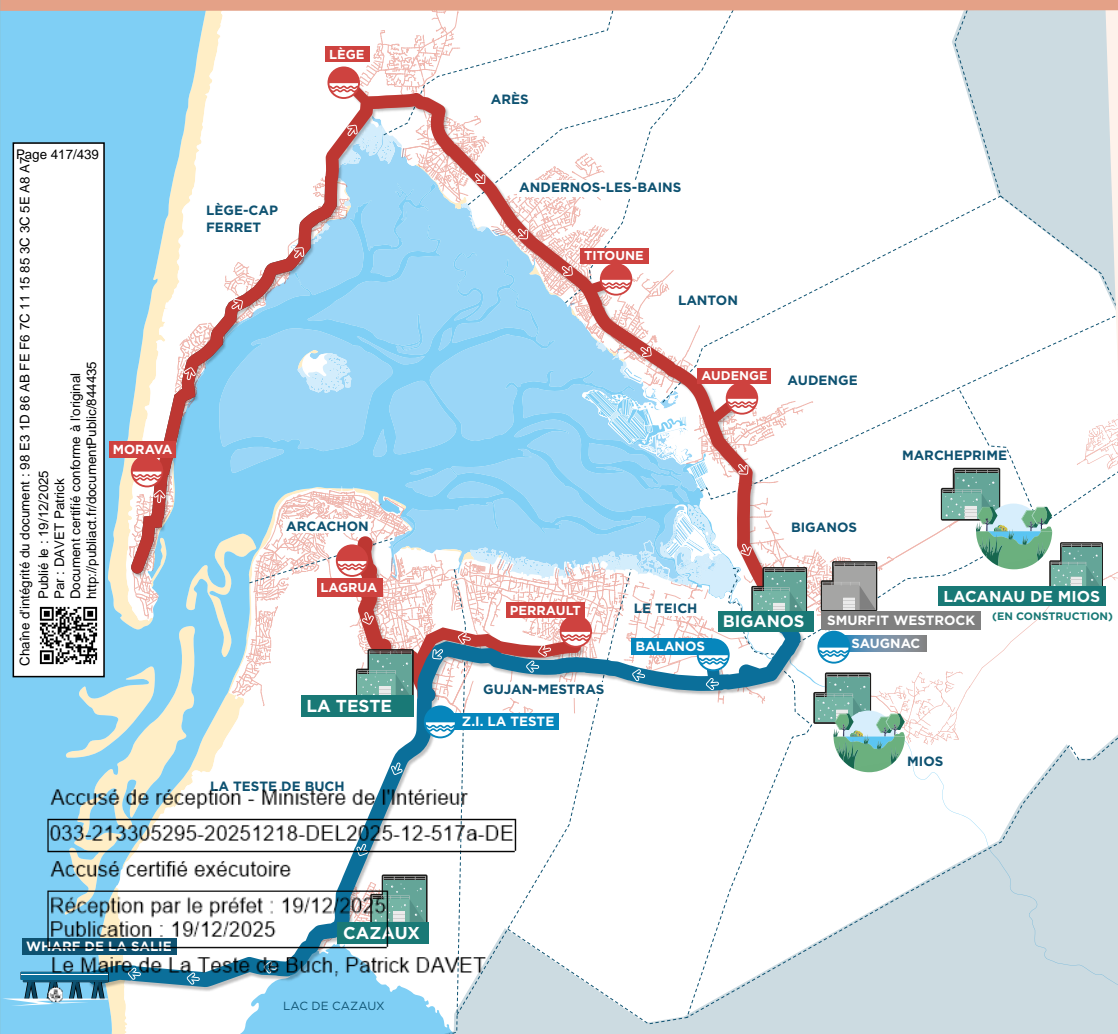 LÈGE
ARÈS
Page 417/439
ANDERNOS-LES-BAINS
LÈGE-CAP
FERRET
TITOUNE
LANTON
AUDENGE
AUDENGE
MORAVA
MARCHEPRIME
ARCACHON
BIGANOS
LAGRUA
PERRAULT
LE TEICH
BIGANOS
SMURFIT WESTROCK
LACANAU DE MIOS
(EN CONSTRUCTION)
BALANOS
SAUGNAC
GUJAN-MESTRAS
LA TESTE
Z.I. LA TESTE
MIOS
LA TESTE DE BUCH
CAZAUX
WHARF DE LA SALIE
LAC DE CAZAUX
Chaîne d'intégrité du document : 98 E3 1D 86 AB FE F6 7C 11 15 85 3C 3C 5E A8 A7
Publié le : 19/12/2025
Par : DAVET Patrick
Document certifié conforme à l'original
http://publiact.fr/documentPublic/844435
Accusé de réception - Ministère de l'Intérieur
033-213305295-20251218-DEL2025-12-517a-DE
Accusé certifié exécutoire
Réception par le préfet : 19/12/2025
Publication : 19/12/2025
Le Maire de La Teste de Buch, Patrick DAVET